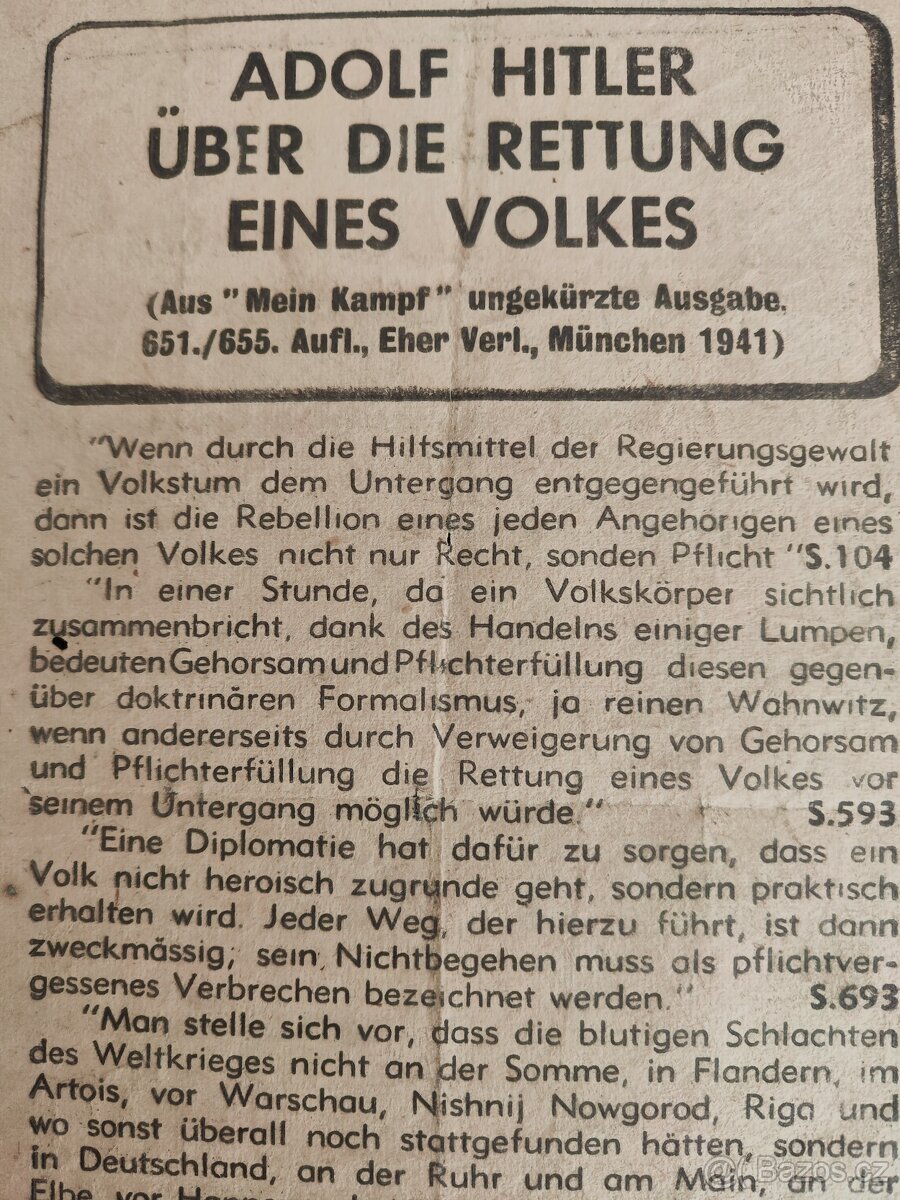 ADOLF HITLER
ÜBER DIE RETTUNG
EINES VOLKES
(Aus "Mein Kampf" ungekürzte Ausgabe,
651./655. Aufl., Eher Verl., München 1941)
"Wenn durch die Hilfsmittel der Regierungsgewalt
ein Volkstum dem Untergang entgegengeführt wird,
dann ist die Rebellion eines jeden Angehörigen eines
solchen Volkes nicht nur Recht, sonden Pflicht "S.104
"In einer Stunde, da ein Volkskörper sichtlich
zusammenbricht, dank des Handelns einiger Lumpen,
bedeuten Gehorsam und Pflichterfüllung diesen gegen-
über doktrinären Formalismus, ja reinen Wahnwitz,
wenn andererseits durch Verweigerung von Gehorsam
und Pflichterfüllung die Rettung eines Volkes vor
seinem Untergang möglich würde." S.593
"Eine Diplomatie hat dafür zu sorgen, dass ein
Volk nicht heroisch zugrunde geht, sondern praktisch
erhalten wird. Jeder Weg, der hierzu führt, ist dann
zweckmässig; sein Nichtbegehen muss als pflichtver-
gessenes Verbrechen bezeichnet werden." S.693
"Man stelle sich vor, dass die blutigen Schlachten
des Weltkrieges nicht an der Somme, in Flandern, im
Artois, vor Warschau, Nishnij Nowgorod, Riga und
wo sonst überall noch stattgefunden hätten, sondern
in Deutschland, an der Ruhr und am Main, an der
Elbe, vor
Bazos.cz